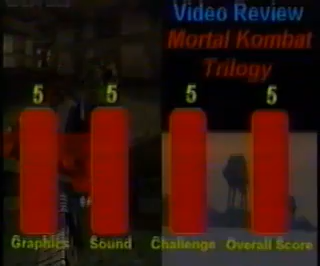 Video Review
Mortal Kombat
Trilogy
5 5 5 5
Graphics Sound Challenge Overall Score